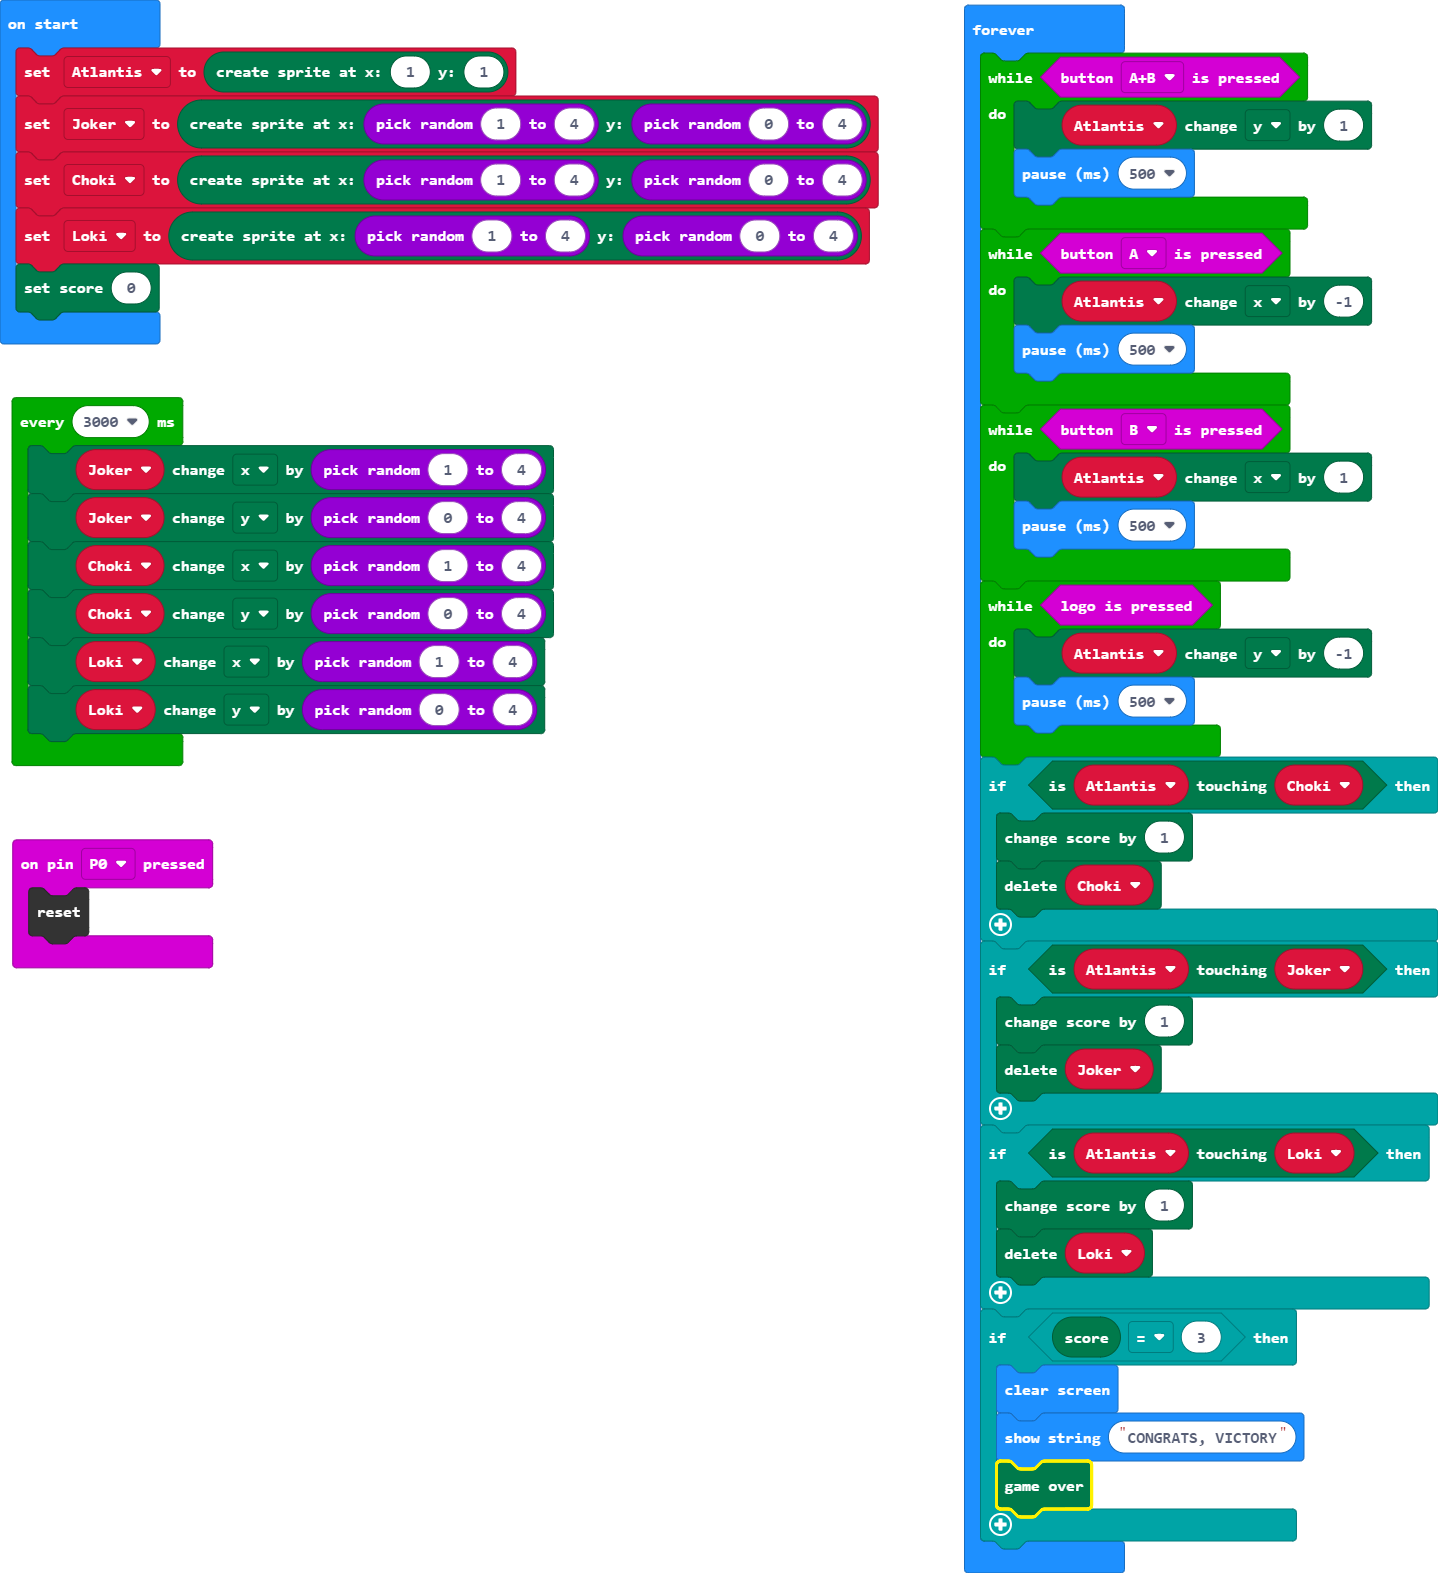 on start
set Atlantis to create sprite at x: 1 y: 1
set Joker to create sprite at x: pick random 1 to 4 y: pick random 0 to 4
set Choki to create sprite at x: pick random 1 to 4 y: pick random 0 to 4
set Loki to create sprite at x: pick random 1 to 4 y: pick random 0 to 4
set score 0
every 3000 ms
Joker change x by pick random 1 to 4
Joker change y by pick random 0 to 4
Choki change x by pick random 1 to 4
Choki change y by pick random 0 to 4
Loki change x by pick random 1 to 4
Loki change y by pick random 0 to 4
on pin P0 pressed
reset
forever
while button A+B is pressed
do Atlantis change y by 1
pause (ms) 500
while button A is pressed
do Atlantis change x by -1
pause (ms) 500
while button B is pressed
do Atlantis change x by 1
pause (ms) 500
while logo is pressed
do Atlantis change y by -1
pause (ms) 500
if is Atlantis touching Choki then
change score by 1
delete Choki
if is Atlantis touching Joker then
change score by 1
delete Joker
if is Atlantis touching Loki then
change score by 1
delete Loki
if score = 3 then
clear screen
show string "CONGRATS, VICTORY"
game over